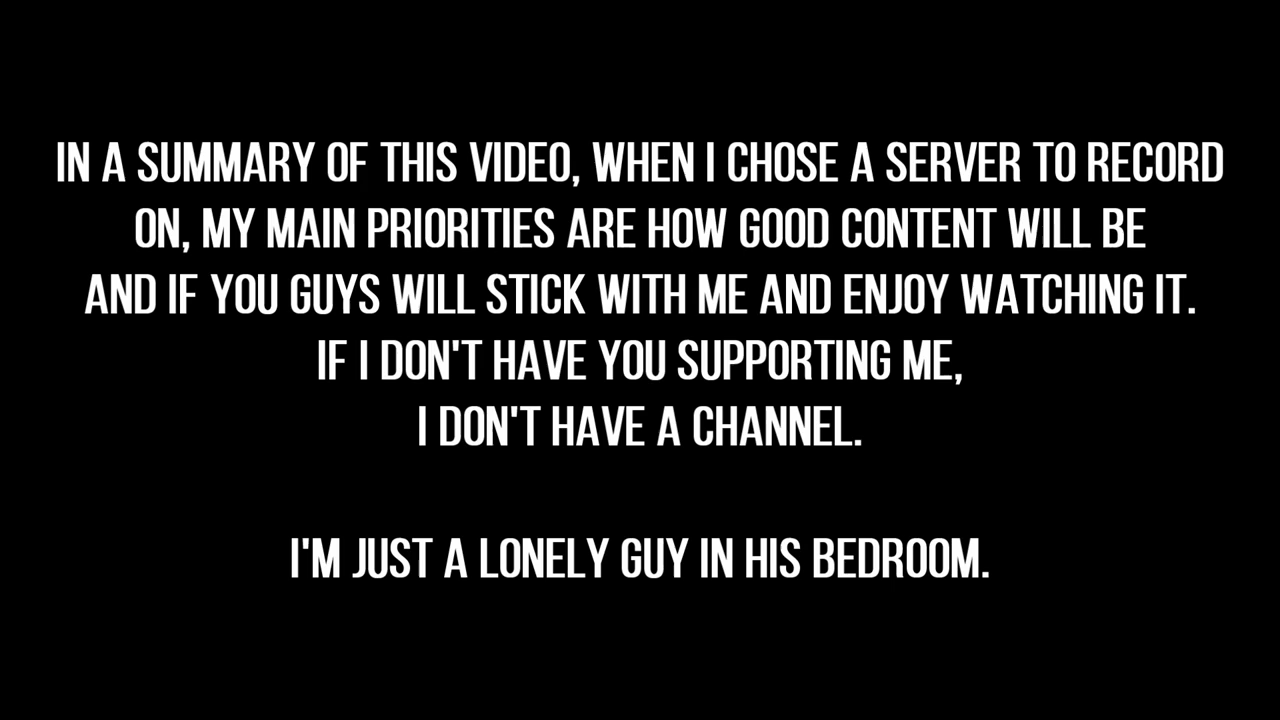 IN A SUMMARY OF THIS VIDEO, WHEN I CHOSE A SERVER TO RECORD
ON, MY MAIN PRIORITIES ARE HOW GOOD CONTENT WILL BE
AND IF YOU GUYS WILL STICK WITH ME AND ENJOY WATCHING IT.
IF I DON'T HAVE YOU SUPPORTING ME,
I DON'T HAVE A CHANNEL.
I'M JUST A LONELY GUY IN HIS BEDROOM.